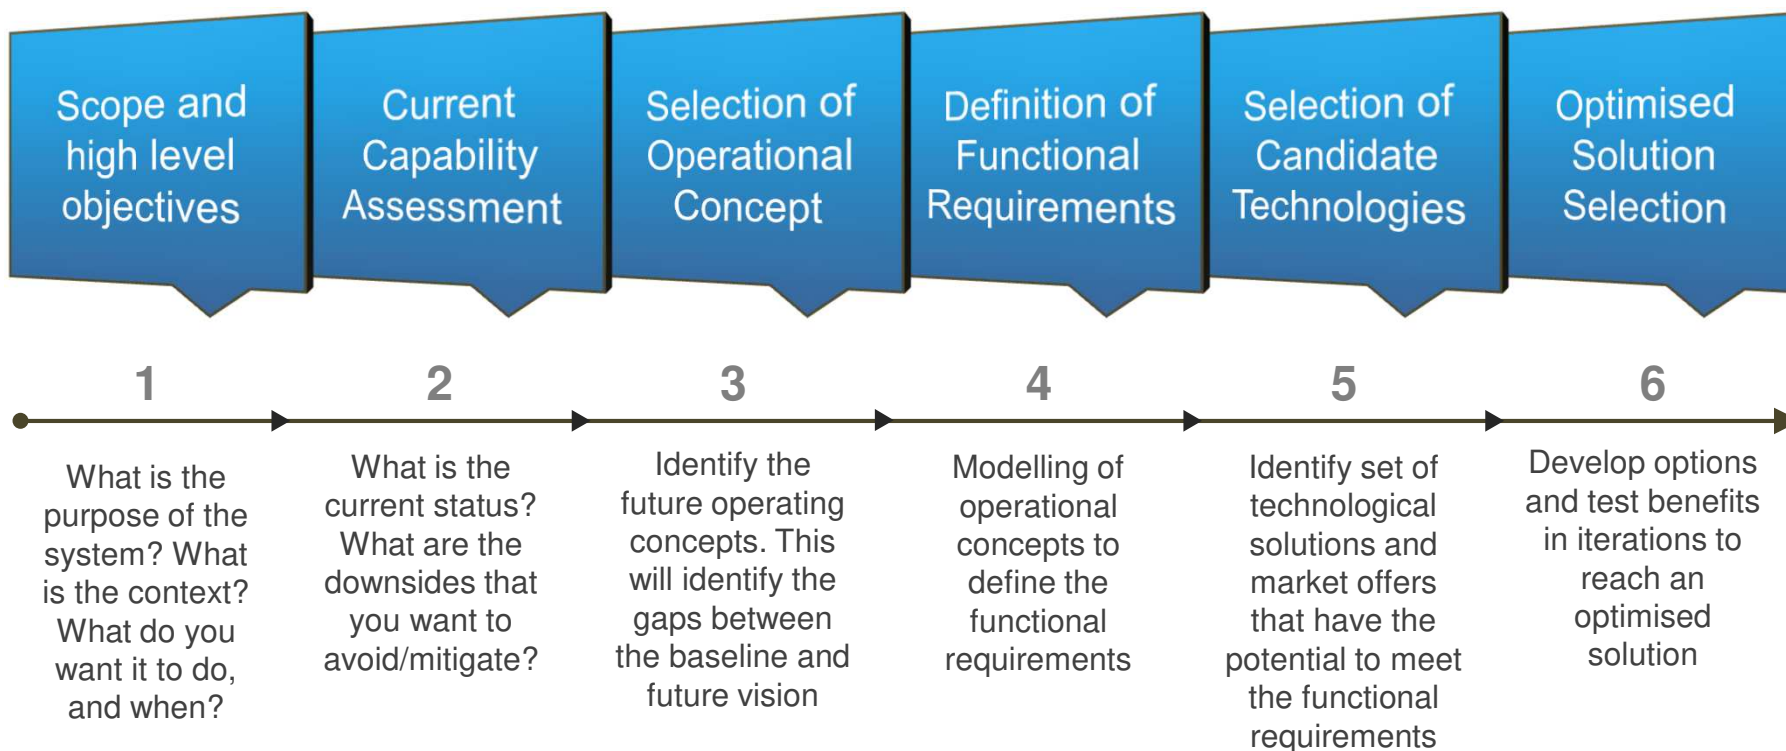 Scope and
high level
objectives
Current
Capability
Assessment
Selection of
Operational
Concept
Definition of
Functional
Requirements
Selection of
Candidate
Technologies
Optimised
Solution
Selection
1
2
3
4
5
6
What is the
purpose of the
system? What
is the context?
What do you
want it to do,
and when?
What is the
current status?
What are the
downsides that
you want to
avoid/mitigate?
Identify the
future operating
concepts. This
will identify the
gaps between
the baseline and
future vision
Modelling of
operational
concepts to
define the
functional
requirements
Identify set of
technological
solutions and
market offers
that have the
potential to meet
the functional
requirements
Develop options
and test benefits
in iterations to
reach an
optimised
solution